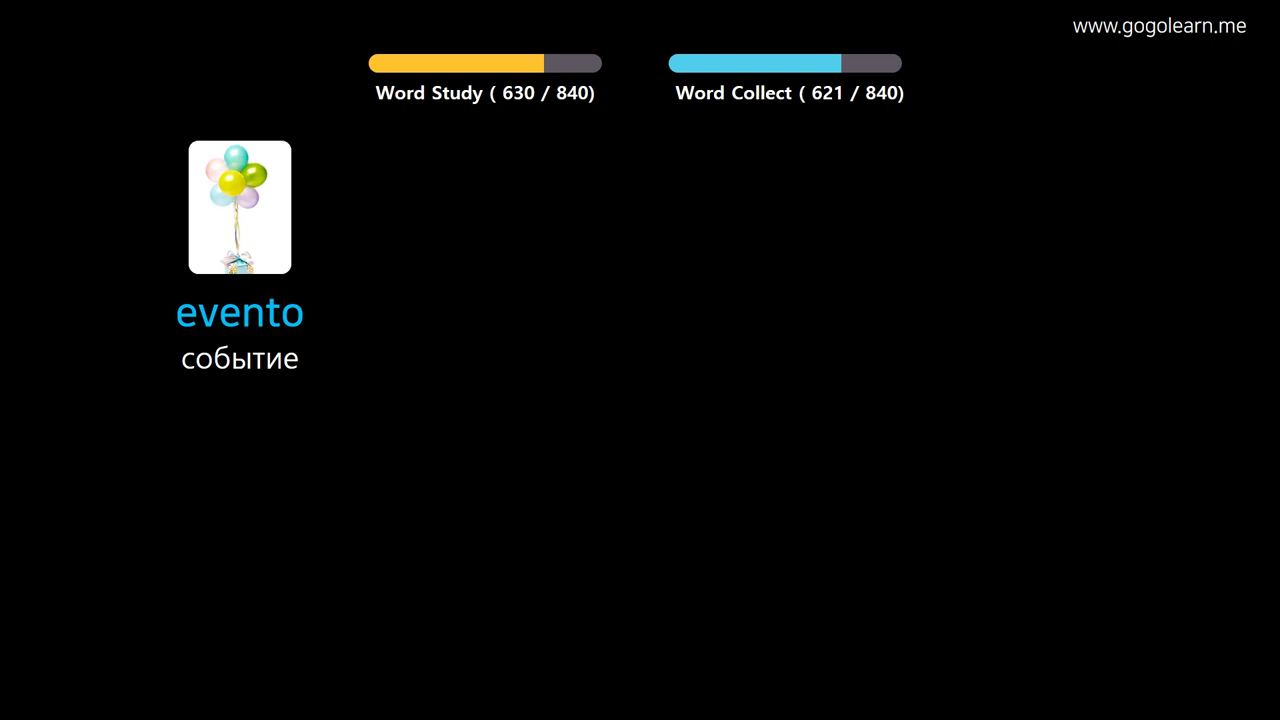 www.gogolearn.me
Word Study ( 630 / 840)
Word Collect ( 621 / 840)
evento
событие